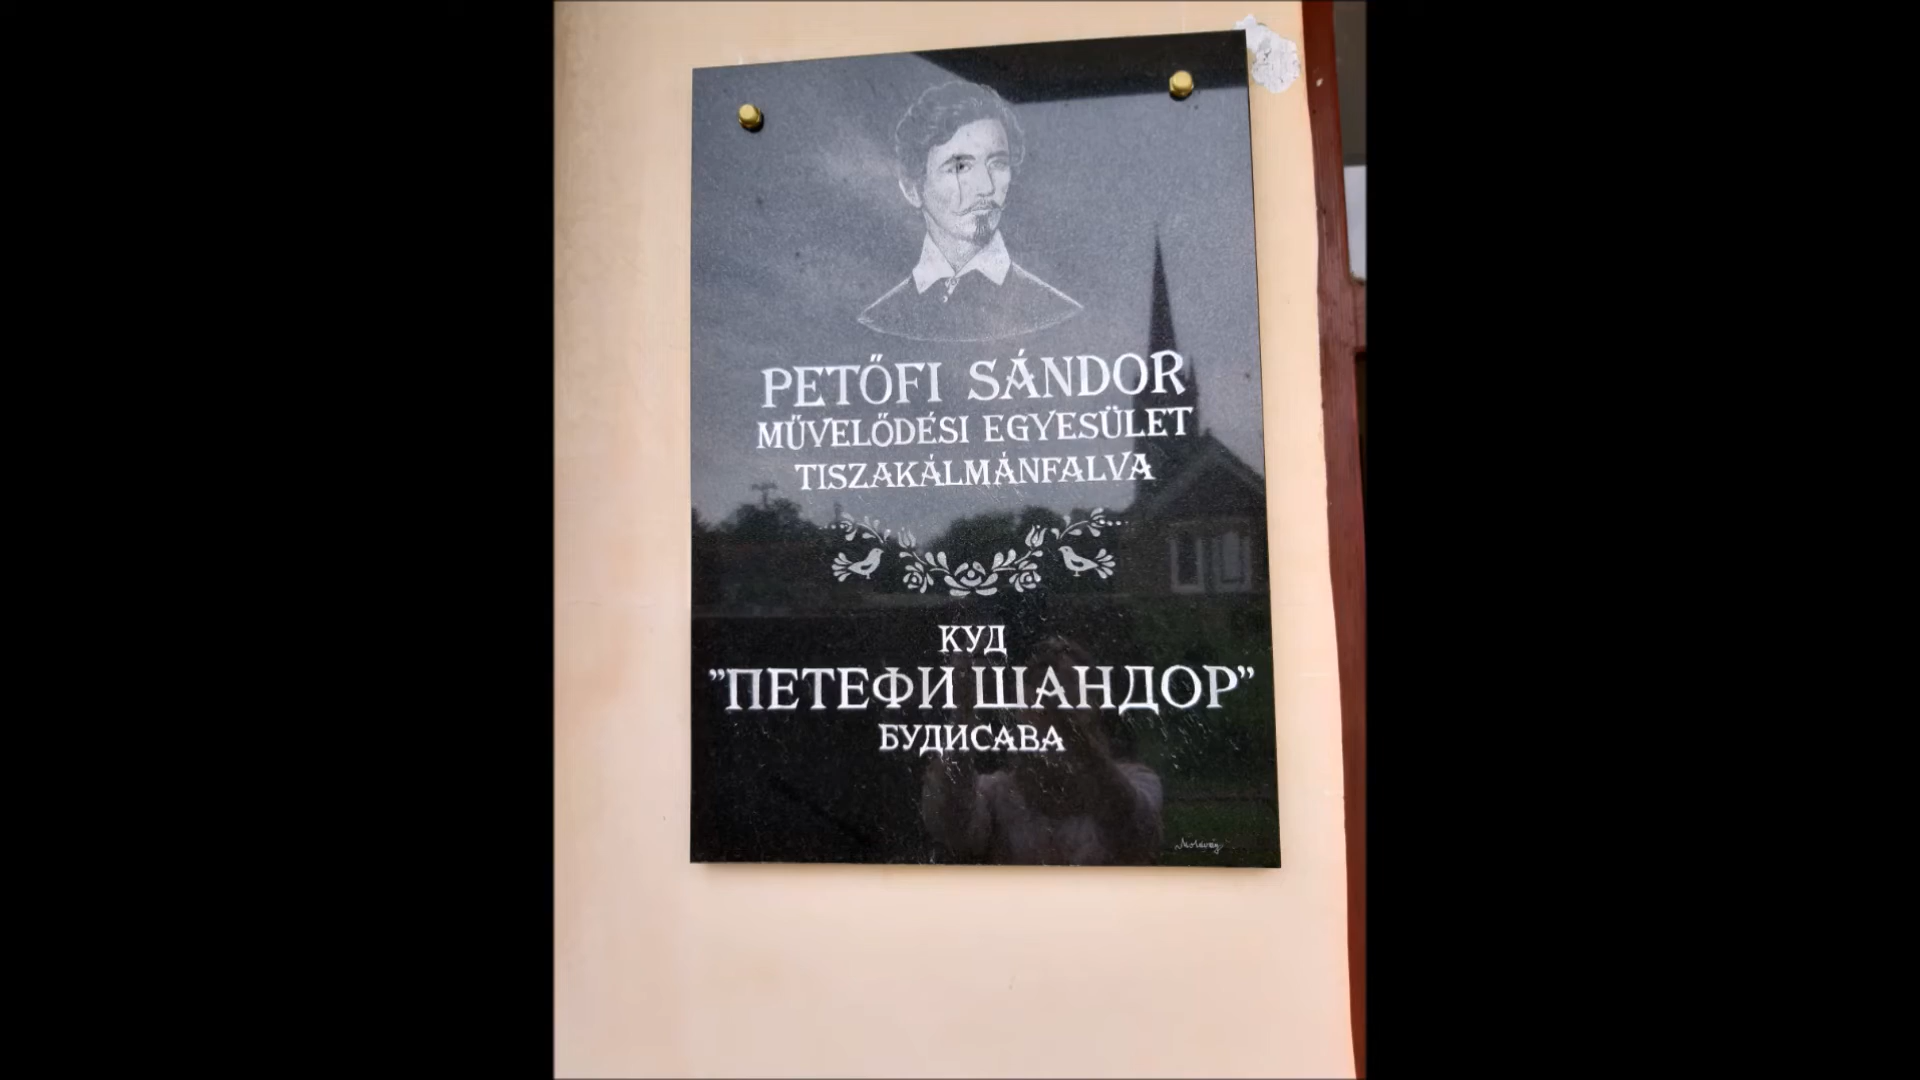 PETŐFI SÁNDOR
MŰVELŐDÉSI EGYESÜLET
TISZAKÁLMÁNFALVA
КУД
”ПЕТЕФИ ШАНДОР”
БУДИСАВА